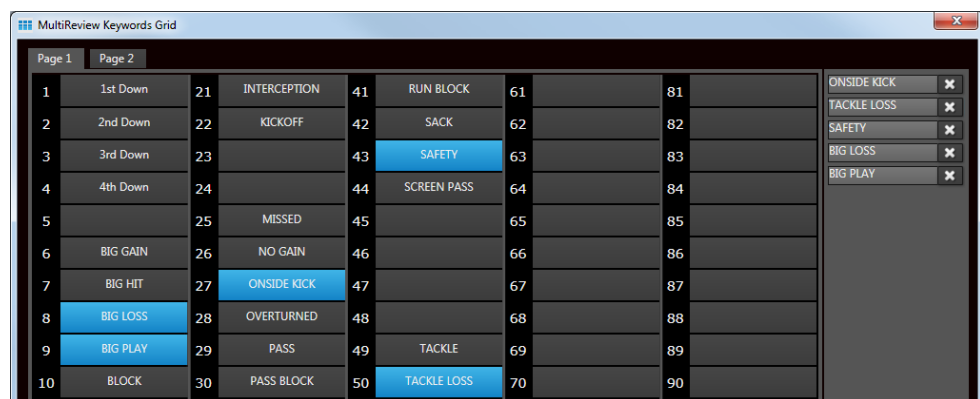 MultiReview Keywords Grid
Page 1 Page 2
1 1st Down 21 INTERCEPTION 41 RUN BLOCK 61 81 ONSIDE KICK
2 2nd Down 22 KICKOFF 42 SACK 62 82 TACKLE LOSS
3 3rd Down 23 43 SAFETY 63 83 SAFETY
4 4th Down 24 44 SCREEN PASS 64 84 BIG LOSS
5 25 MISSED 45 65 85 BIG PLAY
6 BIG GAIN 26 NO GAIN 46 66 86
7 BIG HIT 27 ONSIDE KICK 47 67 87
8 BIG LOSS 28 OVERTURNED 48 68 88
9 BIG PLAY 29 PASS 49 TACKLE 69 89
10 BLOCK 30 PASS BLOCK 50 TACKLE LOSS 70 90